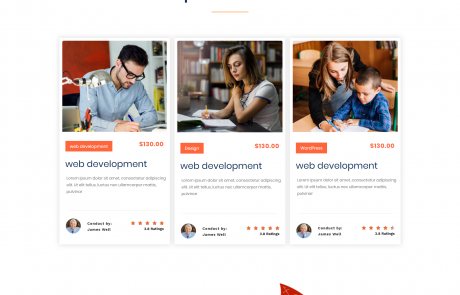 web development
$130.00
web development
Lorem ipsum dolor sit amet, consectetur adipiscing
elit. Ut elit tellus, luctus nec ullamcorper mattis,
pulvinar
Conduct by:
James Well
3.8 Ratings
Design
$130.00
web development
Lorem ipsum dolor sit amet, consectetur adipiscing
elit. Ut elit tellus, luctus nec ullamcorper mattis,
pulvinar
Conduct by:
James Well
3.8 Ratings
WordPress
$130.00
web development
Lorem ipsum dolor sit amet, consectetur adipiscing
elit. Ut elit tellus, luctus nec ullamcorper mattis,
pulvinar
Conduct by:
James Well
3.8 Ratings